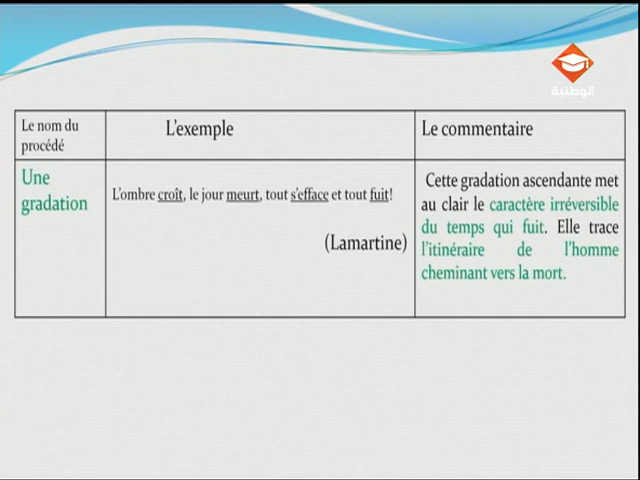 الوطنية
Le nom du
procédé
L'exemple
Le commentaire
Une
gradation
L'ombre croît, le jour meurt, tout s'efface et tout fuit!
(Lamartine)
Cette gradation ascendante met
au clair le caractère irréversible
du temps qui fuit. Elle trace
l'itinéraire de l'homme
cheminant vers la mort.